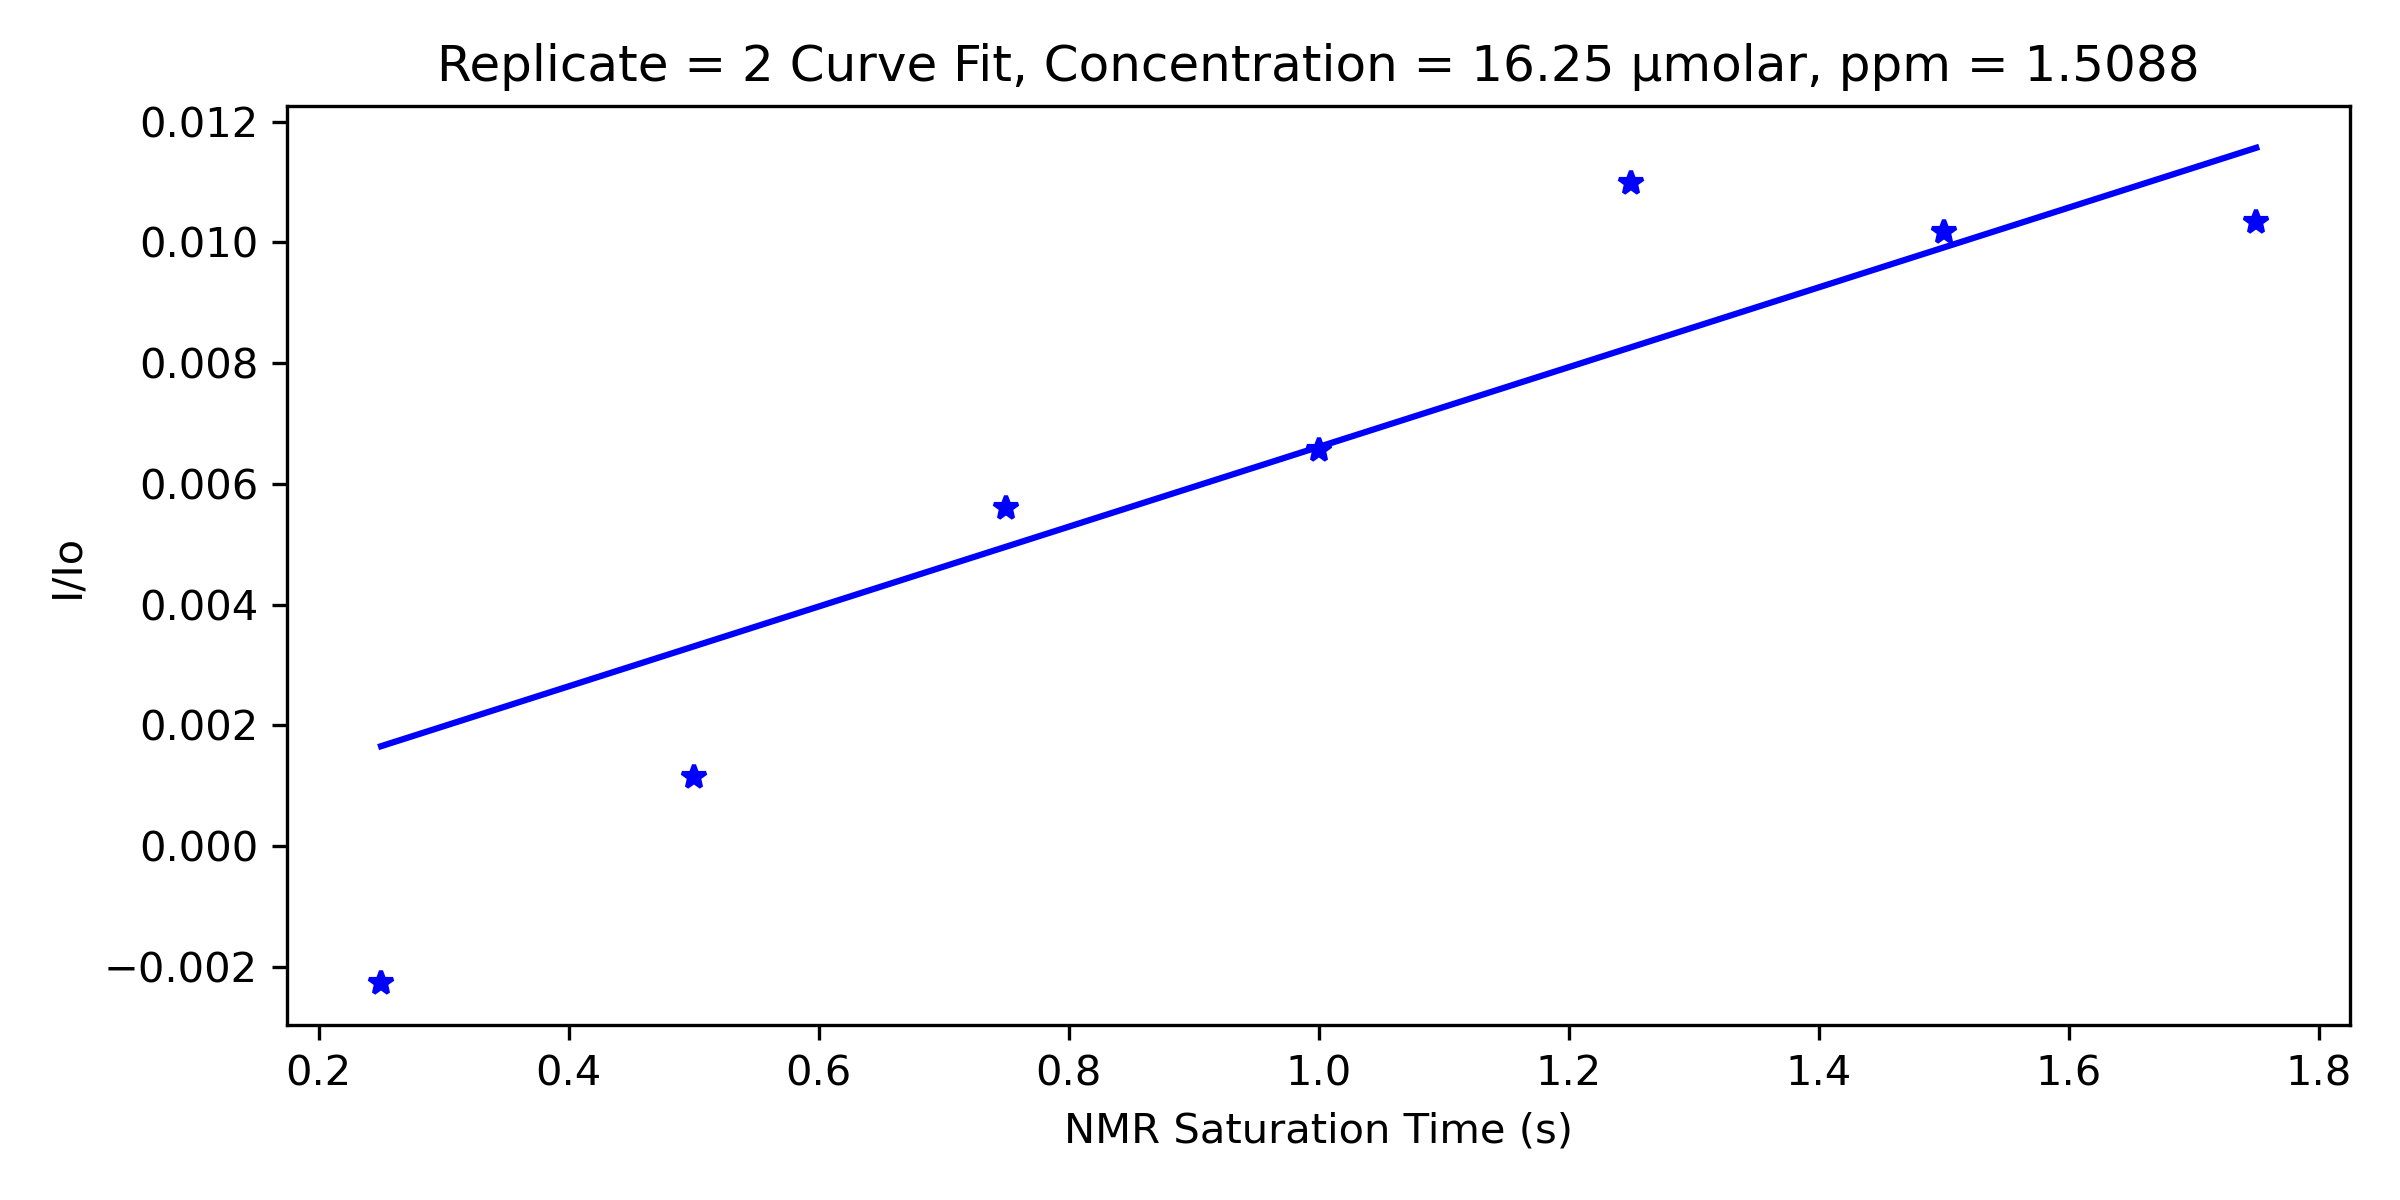 Replicate = 2 Curve Fit, Concentration = 16.25 µmolar, ppm = 1.5088
0.012
0.010
0.008
0.006
0.004
0.002
0.000
−0.002
I/Io
0.2 0.4 0.6 0.8 1.0 1.2 1.4 1.6 1.8
NMR Saturation Time (s)